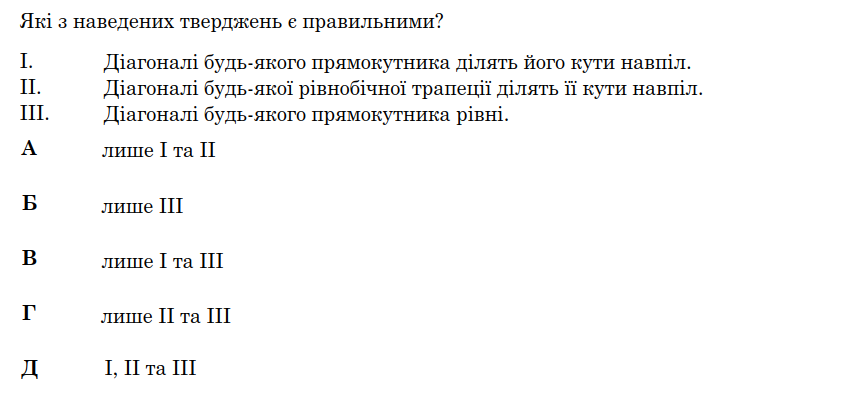 Які з наведених тверджень є правильними?
I. Діагоналі будь-якого прямокутника ділять його кути навпіл.
II. Діагоналі будь-якої рівнобічної трапеції ділять її кути навпіл.
III. Діагоналі будь-якого прямокутника рівні.
А лише I та II
Б лише III
В лише I та III
Г лише II та III
Д I, II та III